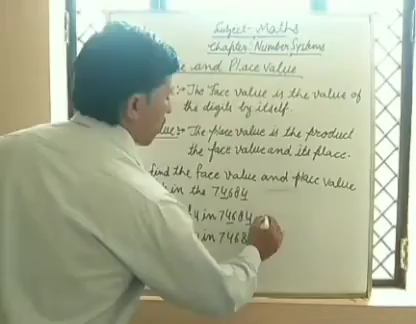 Subject- Maths
Chapter: Number Systems
and Place Value
:- The face value is the value of
the digits by itself.
:- The place value is the product
the face value and its place.
find the face value and place value
in the 74684
in 74684
in 7468